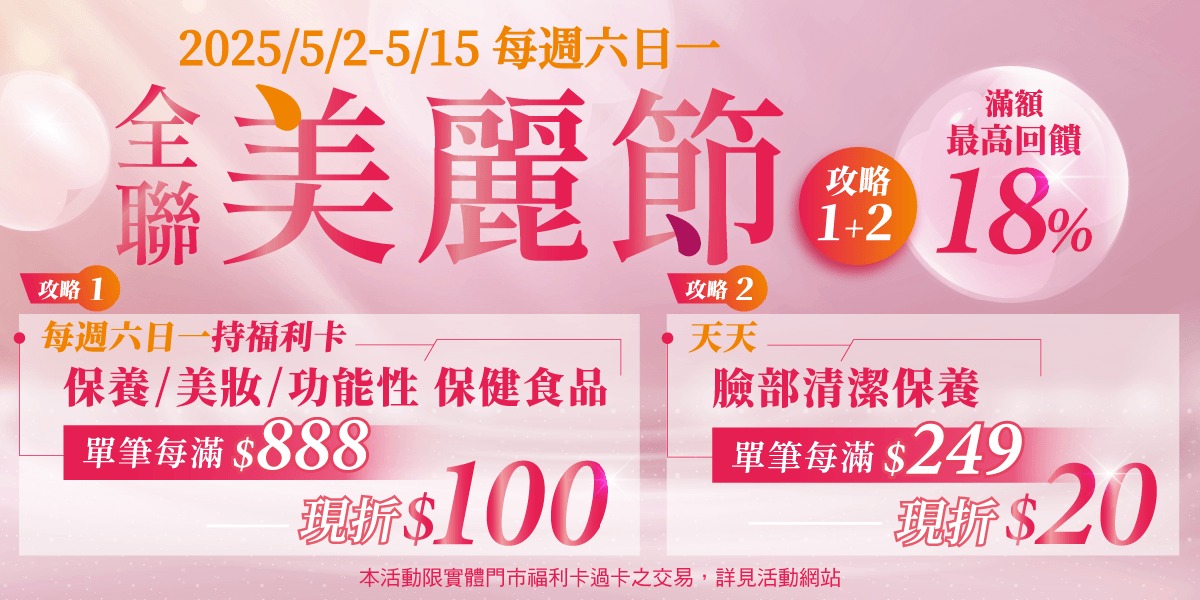 2025/5/2-5/15 每週六日一
全聯 美麗節
攻略
1+2
滿額
最高回饋
18%
攻略 1
每週六日一持福利卡
保養/美妝/功能性 保健食品
單筆每滿 $888
現折 $100
攻略 2
天天
臉部清潔保養
單筆每滿 $249
現折 $20
本活動限實體門市福利卡過卡之交易，詳見活動網站